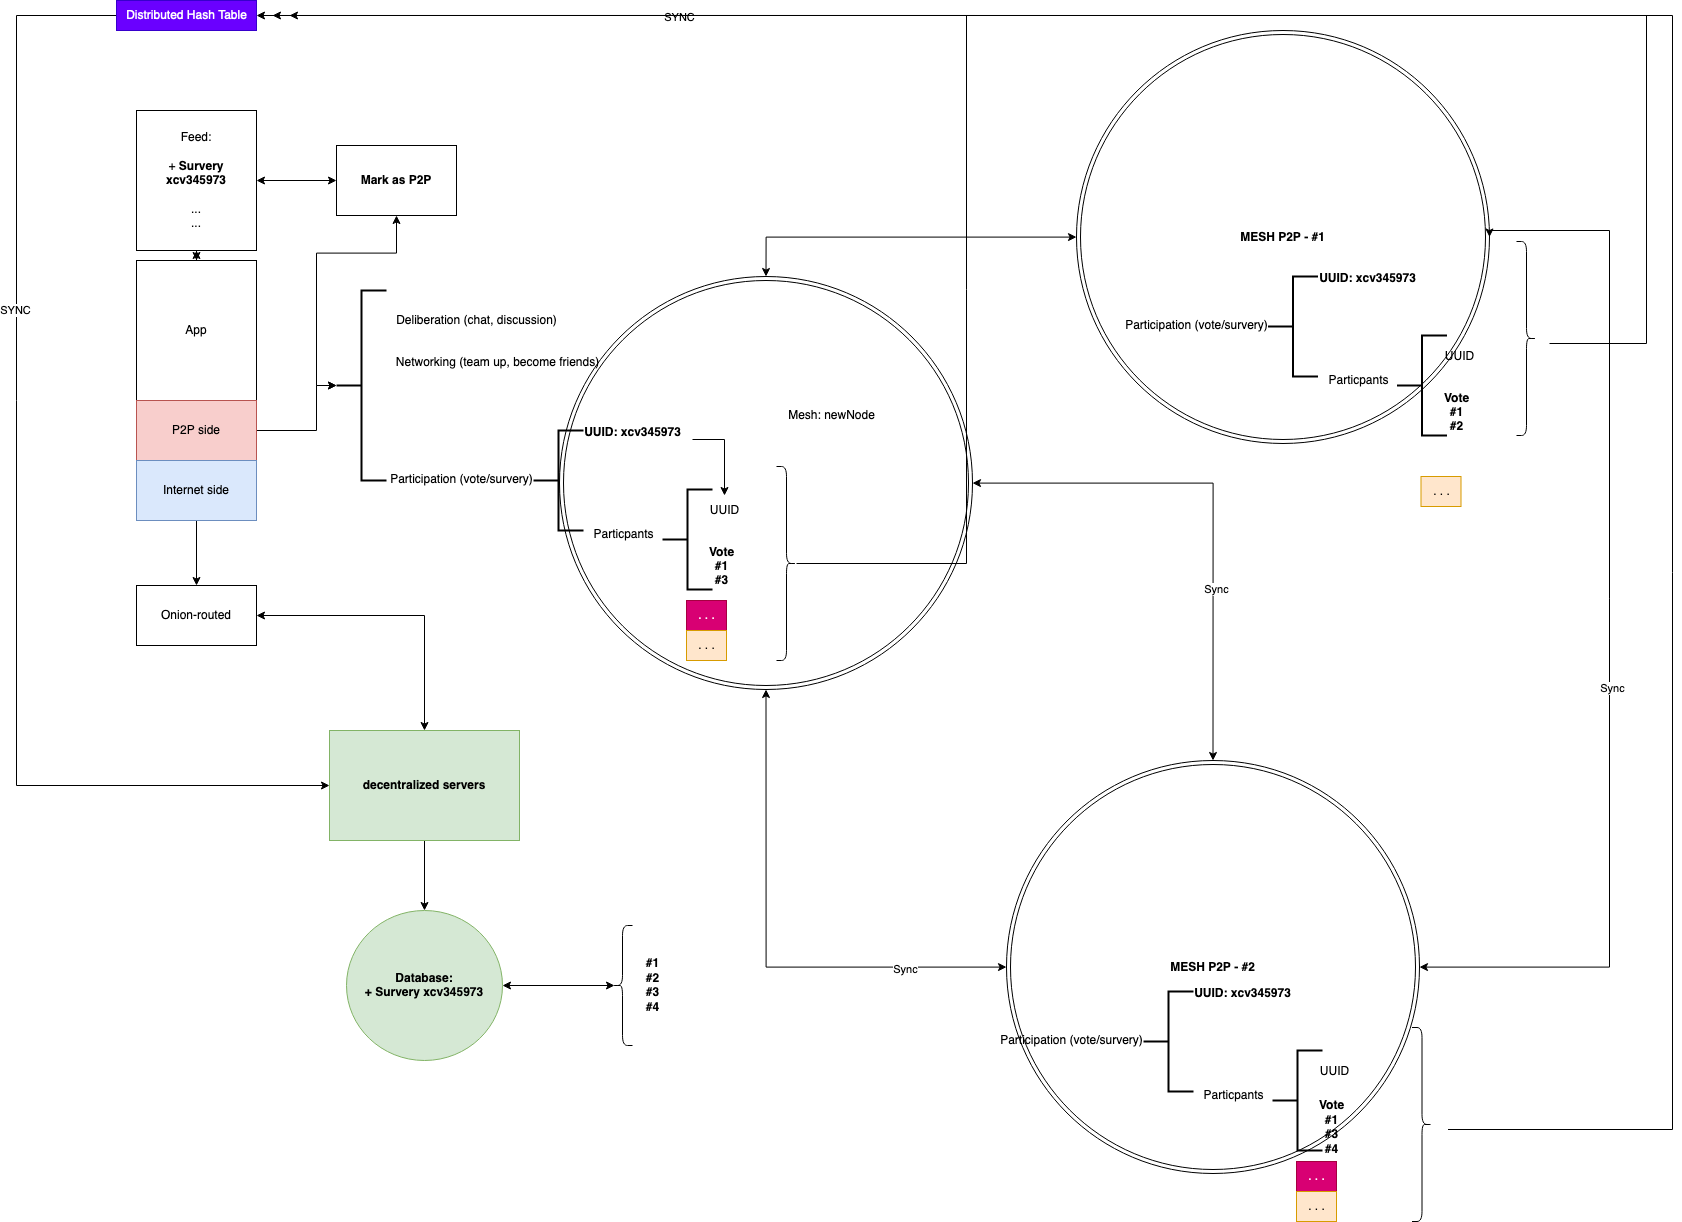 Distributed Hash Table
SYNC
Feed:
+ Survery
xcv345973
...
...
Mark as P2P
SYNC
App
P2P side
Internet side
Onion-routed
decentralized servers
Database:
+ Survery xcv345973
#1
#2
#3
#4
Deliberation (chat, discussion)
Networking (team up, become friends)
Participation (vote/survery)
Mesh: newNode
UUID: xcv345973
Particpants
UUID
Vote
#1
#3
...
...
MESH P2P - #1
UUID: xcv345973
Participation (vote/survery)
Particpants
UUID
Vote
#1
#2
...
Sync
Sync
Sync
MESH P2P - #2
UUID: xcv345973
Participation (vote/survery)
Particpants
UUID
Vote
#1
#3
#4
...
...